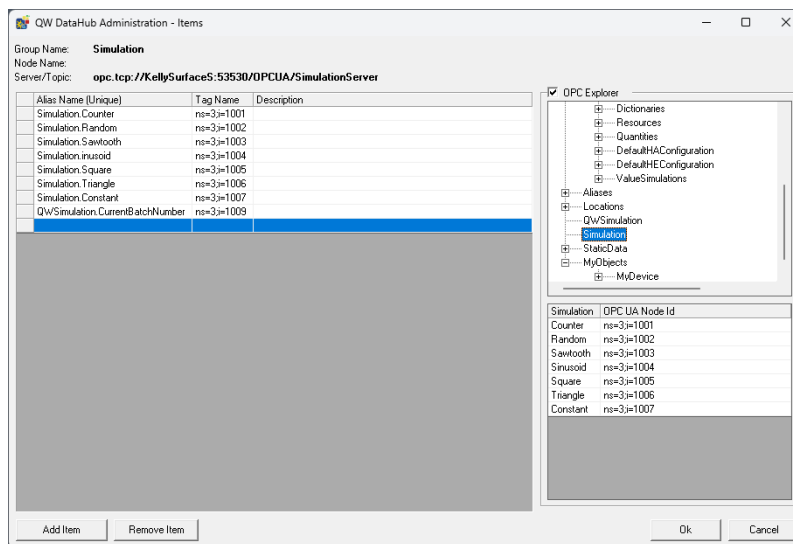 QW DataHub Administration - Items
Group Name: Simulation
Node Name:
Server/Topic: opc.tcp://KellySurfaceS:53530/OPCUA/SimulationServer
Alias Name (Unique) Tag Name Description
Simulation.Counter ns=3;i=1001
Simulation.Random ns=3;i=1002
Simulation.Sawtooth ns=3;i=1003
Simulation.inusoid ns=3;i=1004
Simulation.Square ns=3;i=1005
Simulation.Triangle ns=3;i=1006
Simulation.Constant ns=3;i=1007
QWSimulation.CurrentBatchNumber ns=3;i=1009
OPC Explorer
Dictionaries
Resources
Quantities
DefaultHAConfiguration
DefaultHEConfiguration
ValueSimulations
Aliases
Locations
QWSimulation
Simulation
StaticData
MyObjects
MyDevice
Simulation OPC UA Node Id
Counter ns=3;i=1001
Random ns=3;i=1002
Sawtooth ns=3;i=1003
Sinusoid ns=3;i=1004
Square ns=3;i=1005
Triangle ns=3;i=1006
Constant ns=3;i=1007
Add Item Remove Item Ok Cancel